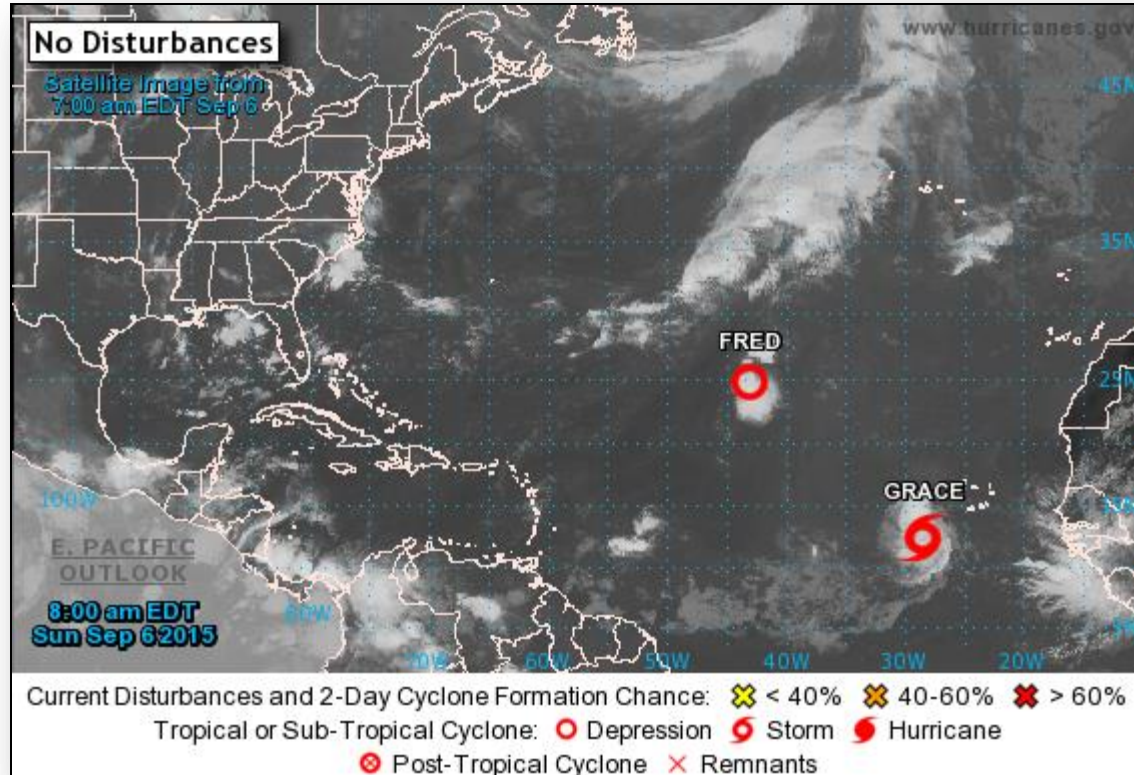 No Disturbances
www.hurricanes.gov
Satellite Image from
7:00 am EDT Sep 6
45N
35N
FRED
25N
GRACE
100W
15N
E. PACIFIC
OUTLOOK
8:00 am EDT
Sun Sep 6 2015
80W
5N
70W 60W 50W 40W 30W 20W
Current Disturbances and 2-Day Cyclone Formation Chance: < 40% 40-60% > 60%
Tropical or Sub-Tropical Cyclone: Depression Storm Hurricane
Post-Tropical Cyclone Remnants